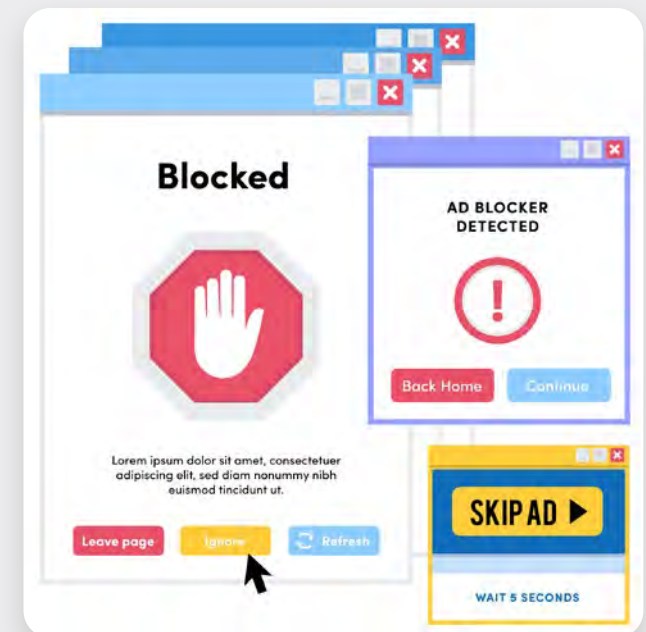 Blocked
Lorem ipsum dolor sit amet, consectetuer
adipiscing elit, sed diam nonummy nibh
euismod tincidunt ut.
Leave page
Ignore
Refresh
AD BLOCKER
DETECTED
Back Home
Continue
SKIP AD
WAIT 5 SECONDS